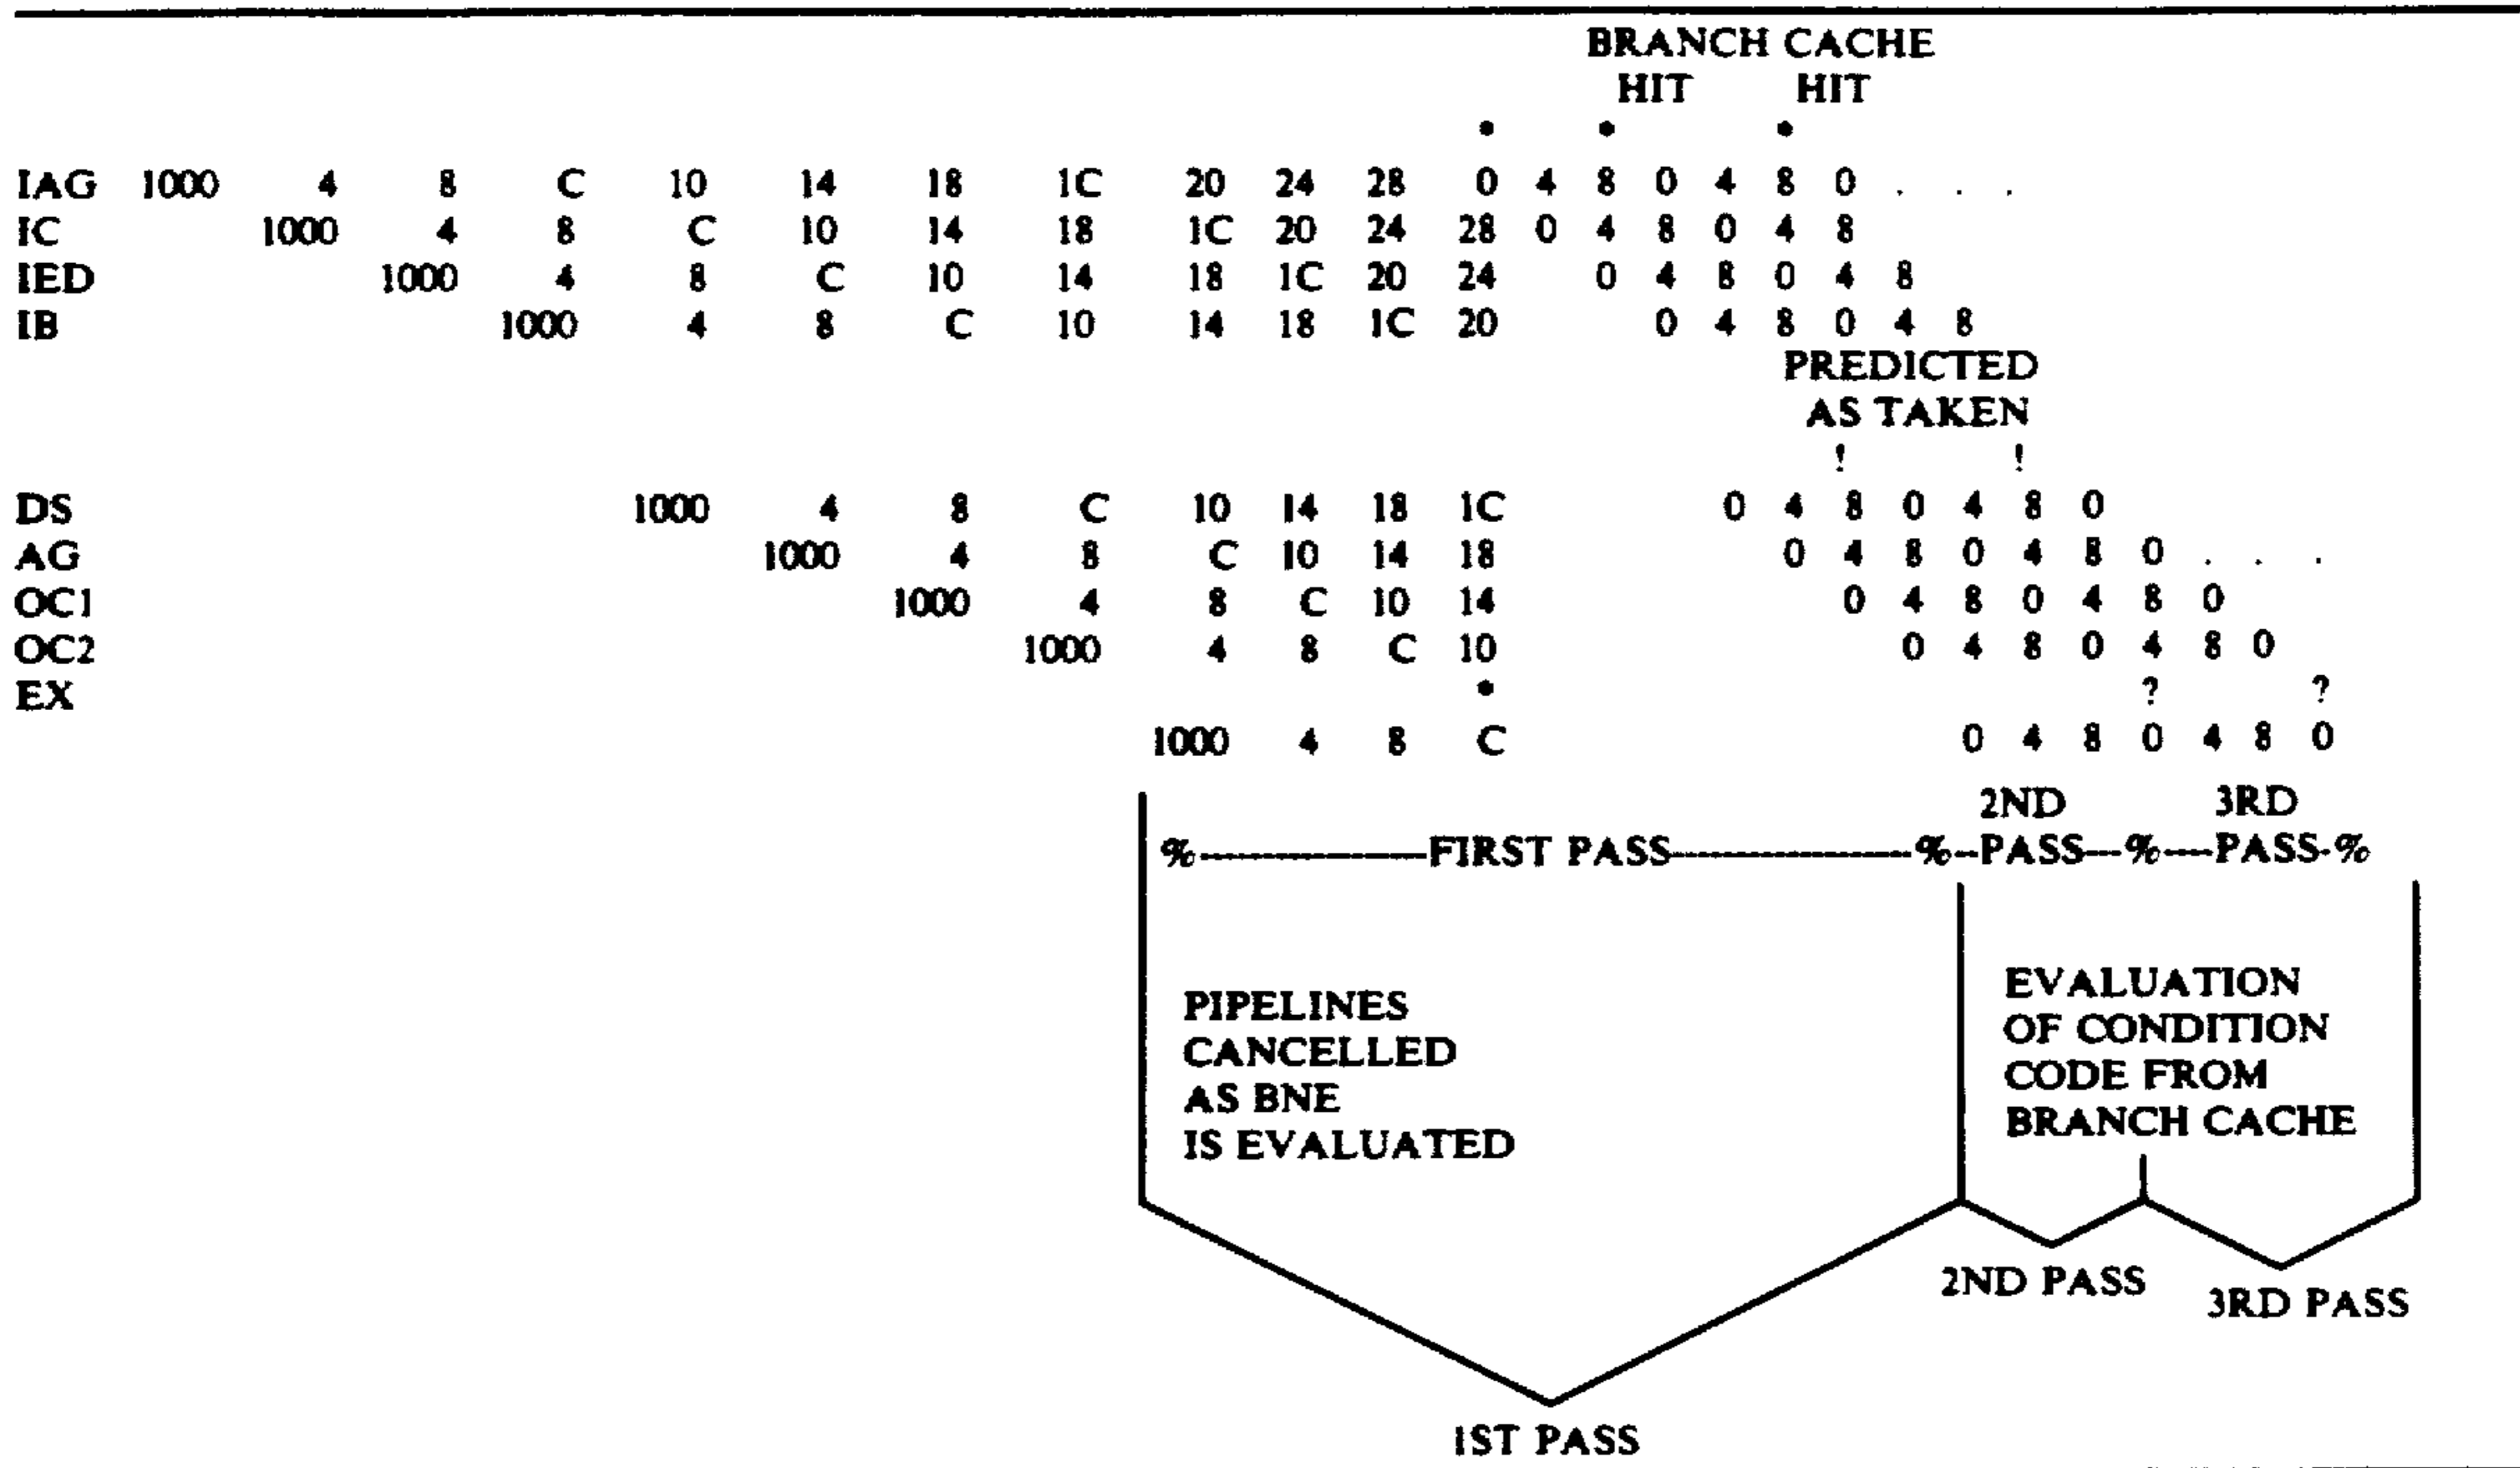 BRANCH CACHE
HIT HIT
• • •
IAG 1000 4 8 C 10 14 18 1C 20 24 28 0 4 8 0 4 8 0 . . .
IC 1000 4 8 C 10 14 18 1C 20 24 28 0 4 8 0 4 8
IED 1000 4 8 C 10 14 18 1C 20 24 0 4 8 0 4 8
IB 1000 4 8 C 10 14 18 1C 20 0 4 8 0 4 8
PREDICTED
AS TAKEN
! !
DS 1000 4 8 C 10 14 18 1C 0 4 8 0 4 8 0
AG 1000 4 8 C 10 14 18 0 4 8 0 4 8 0 . . .
OC1 1000 4 8 C 10 14 0 4 8 0 4 8 0
OC2 1000 4 8 C 10 0 4 8 0 4 8 0
EX • ? ?
1000 4 8 C 0 4 8 0 4 8 0
2ND 3RD
%----------FIRST PASS----------%--PASS---%----PASS-%
PIPELINES
CANCELLED
AS BNE
IS EVALUATED
EVALUATION
OF CONDITION
CODE FROM
BRANCH CACHE
2ND PASS
3RD PASS
1ST PASS